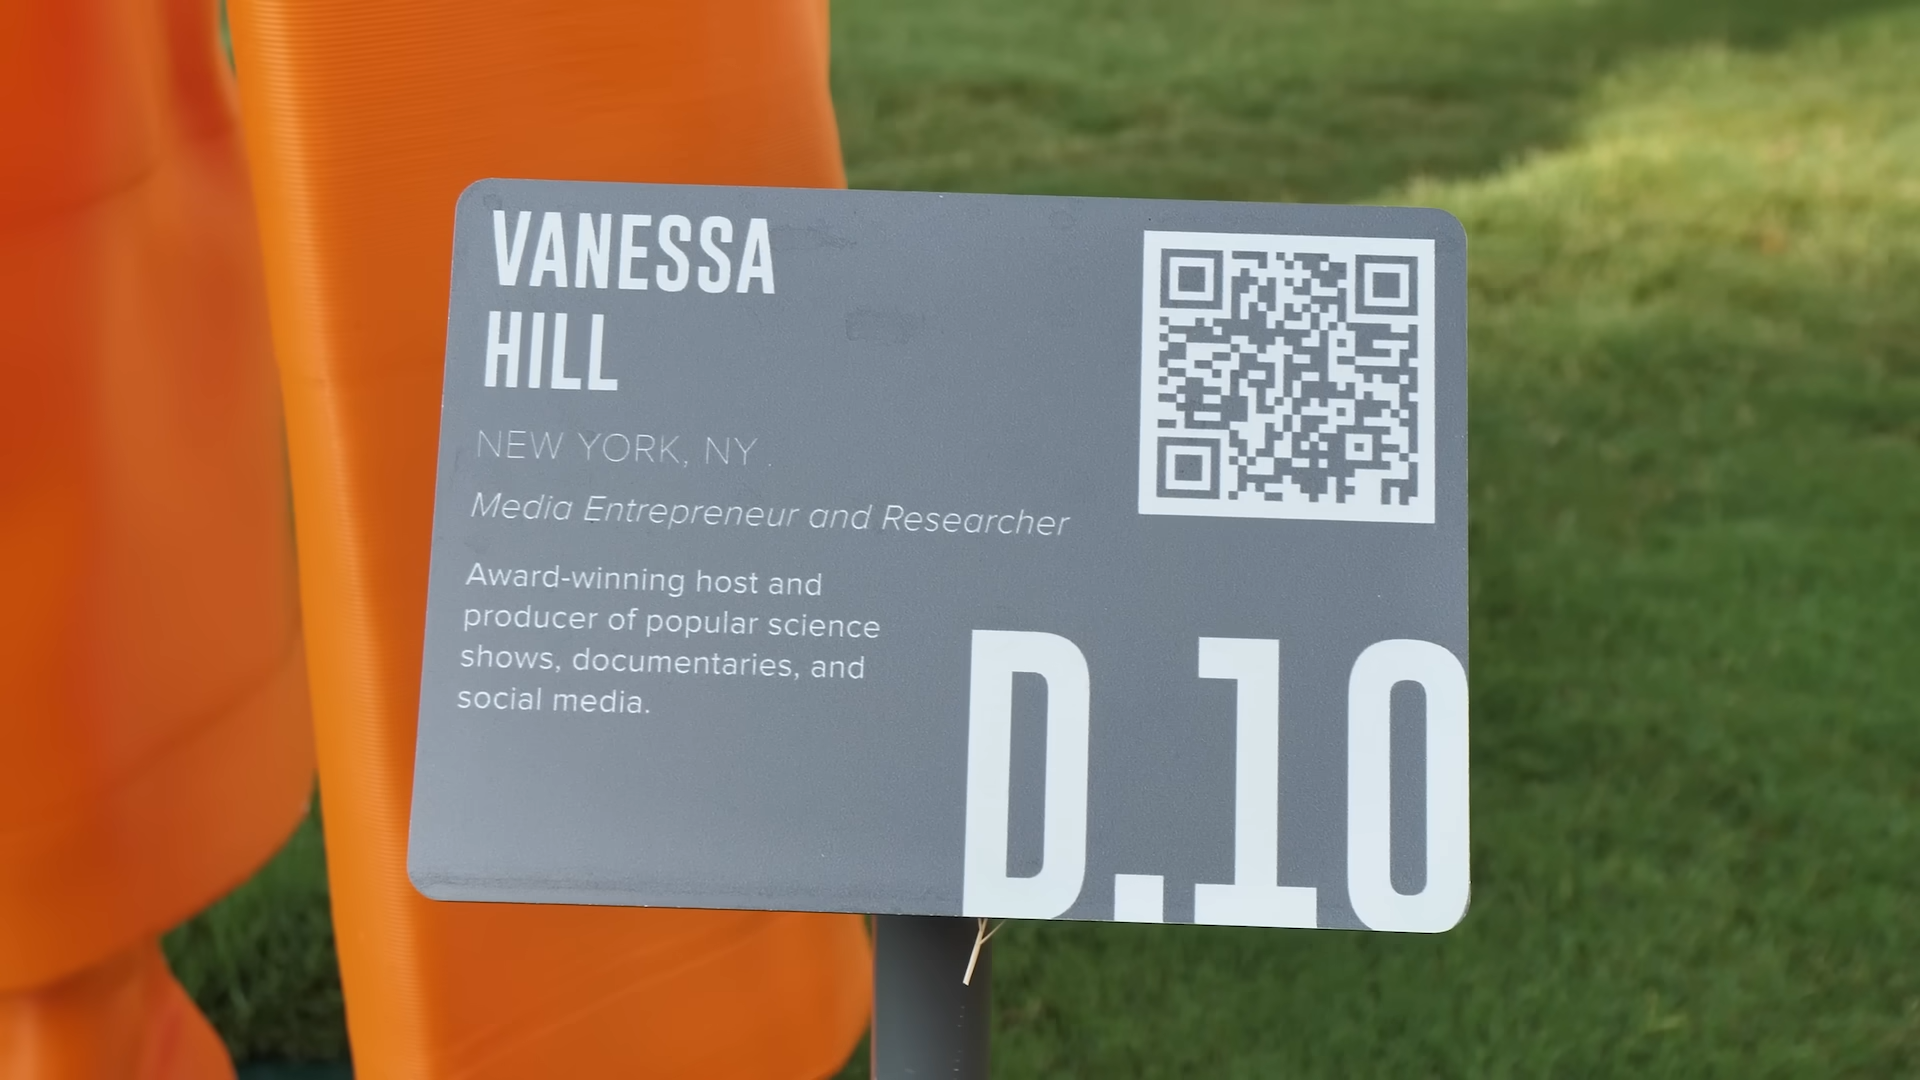 VANESSA
HILL
NEW YORK, NY
Media Entrepreneur and Researcher
Award-winning host and
producer of popular science
shows, documentaries, and
social media.
D.10